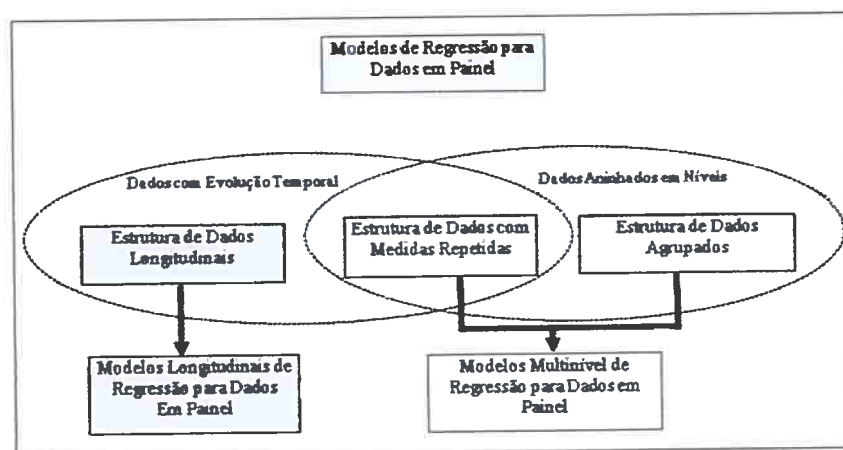 Modelos de Regressão para
Dados em Painel
Dados com Evolução Temporal
Dados Aninhados em Níveis
Estrutura de Dados
Longitudinais
Estrutura de Dados com
Medidas Repetidas
Estrutura de Dados
Agrupados
Modelos Longitudinais de
Regressão para Dados
Em Painel
Modelos Multinível de
Regressão para Dados em
Painel